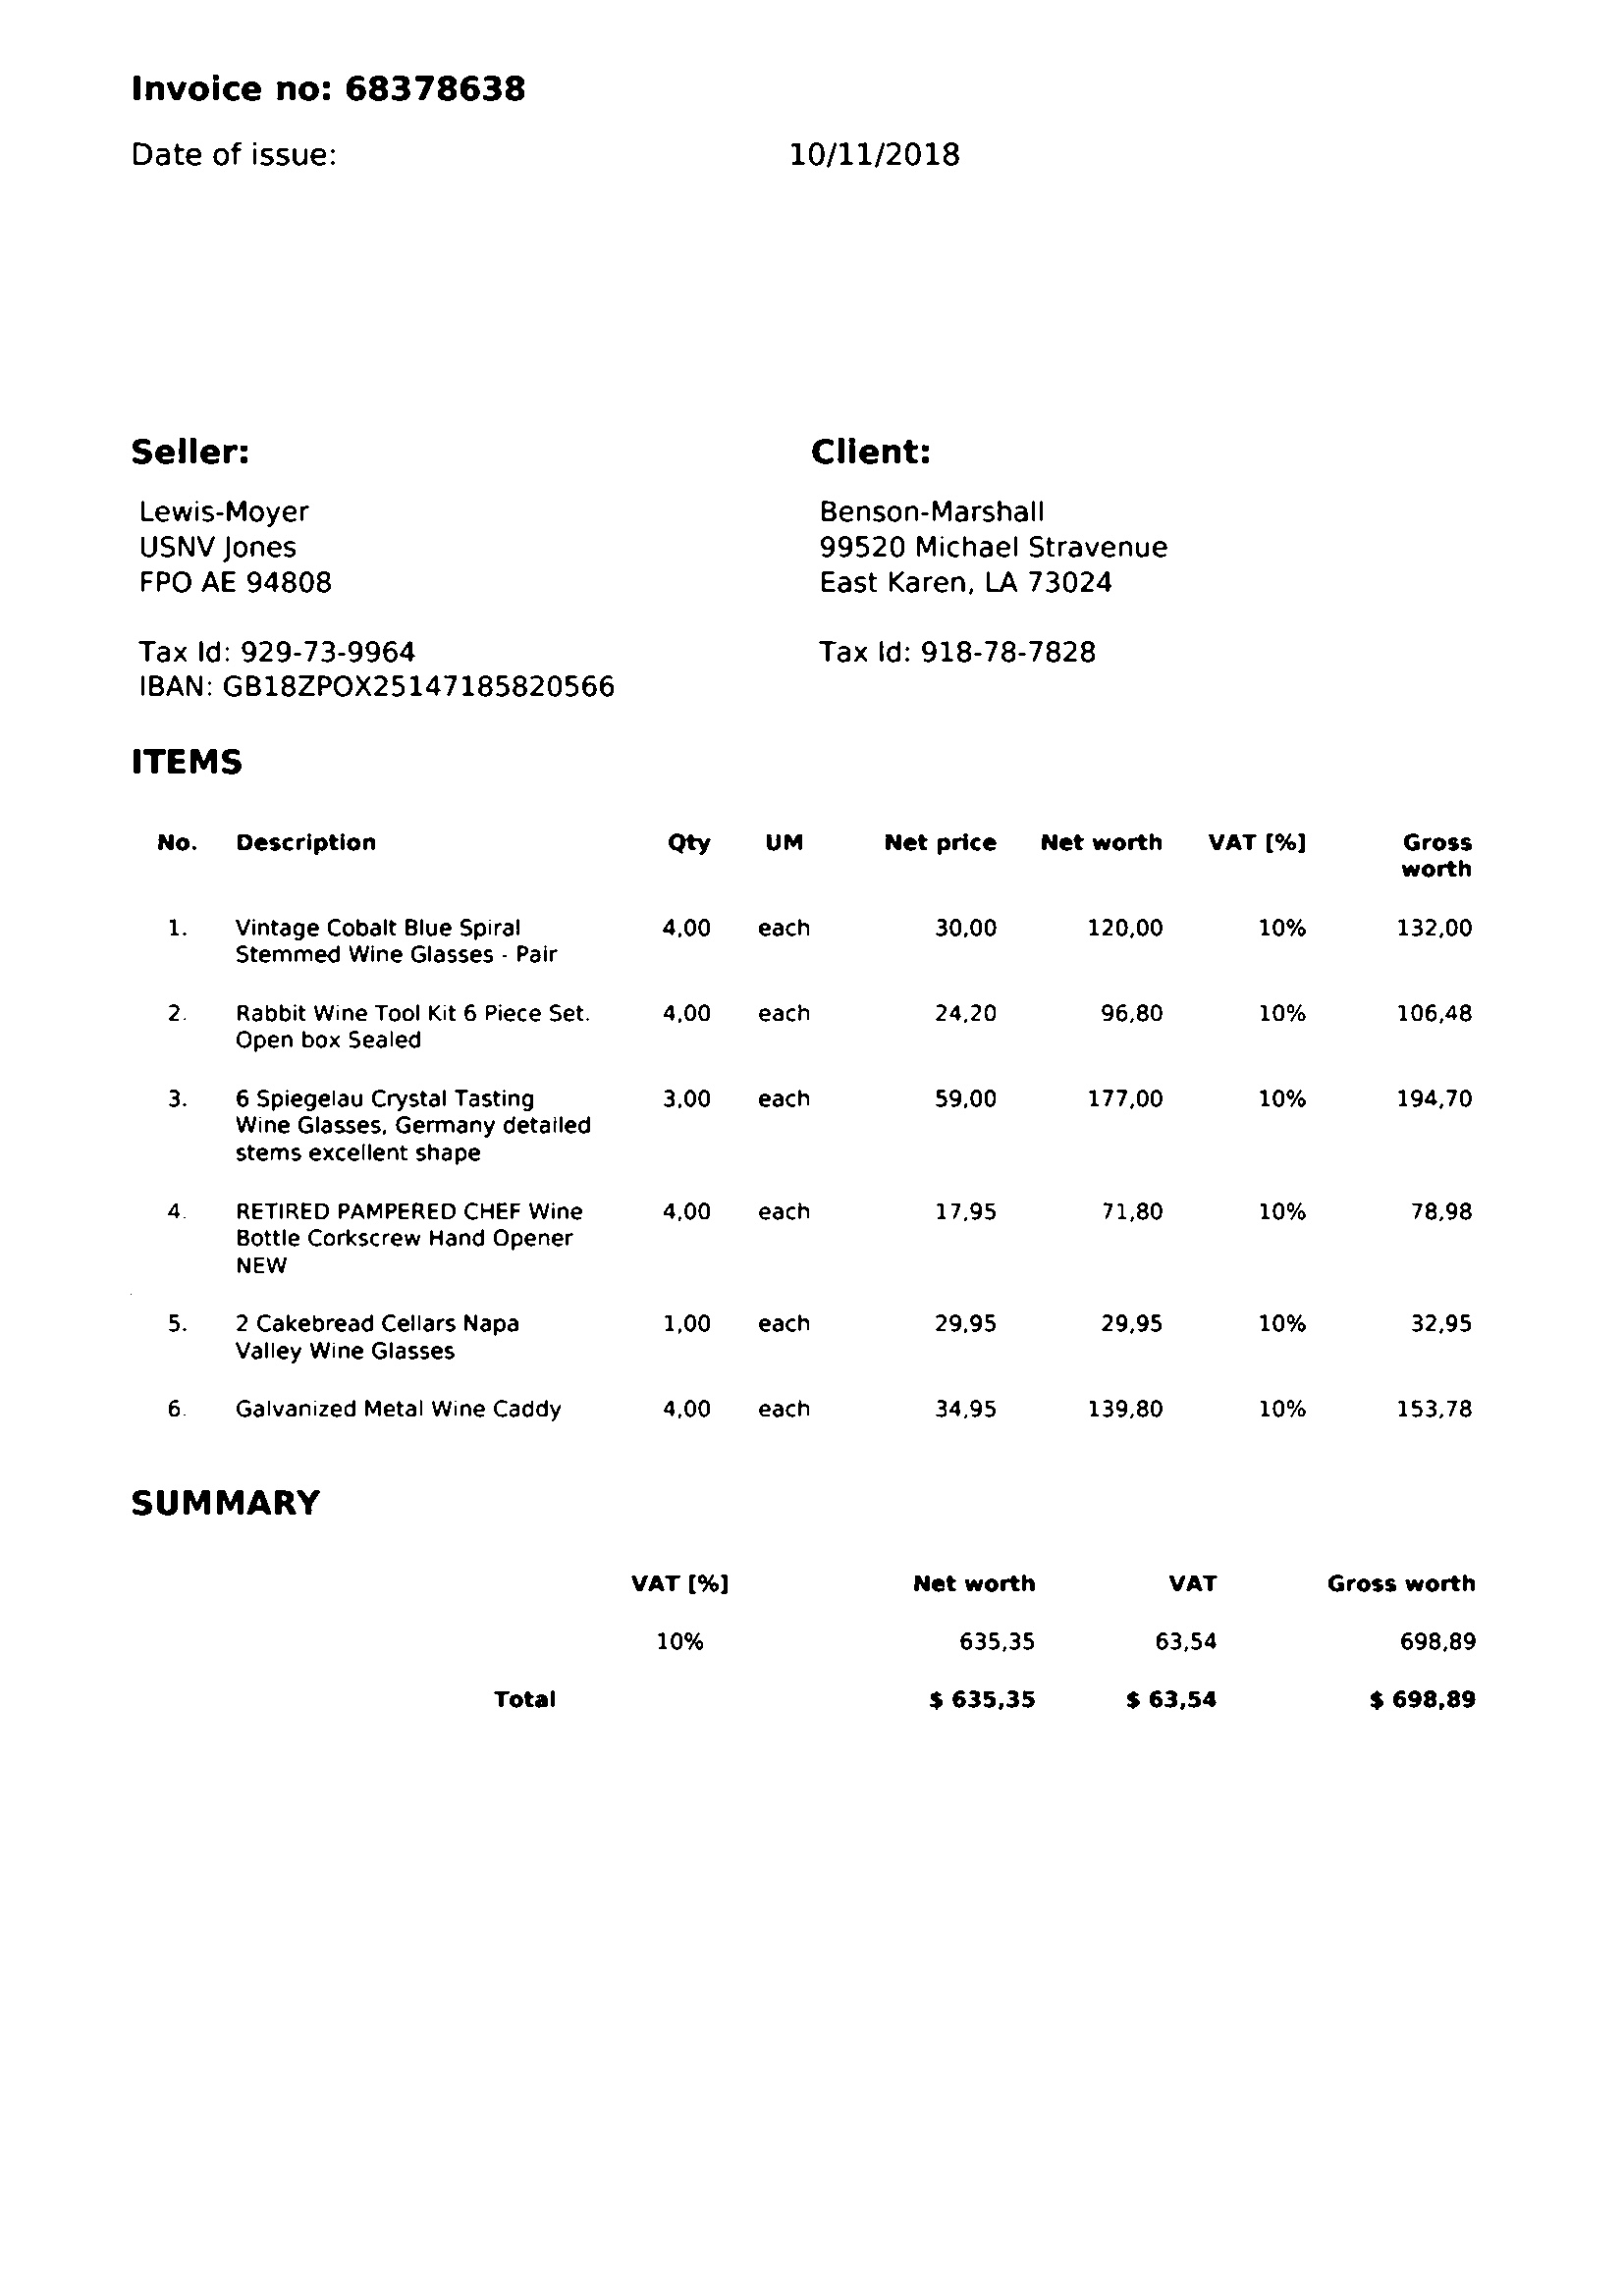 Invoice no: 68378638
Date of issue: 10/11/2018
Seller: Client:
Lewis-Moyer Benson-Marshall
USNV Jones 99520 Michael Stravenue
FPO AE 94808 East Karen, LA 73024
Tax Id: 929-73-9964 Tax Id: 918-78-7828
IBAN: GB18ZPOX25147185820566
ITEMS
No. Description Qty UM Net price Net worth VAT [%] Gross
worth
1. Vintage Cobalt Blue Spiral 4,00 each 30,00 120,00 10% 132,00
Stemmed Wine Glasses - Pair
2. Rabbit Wine Tool Kit 6 Piece Set. 4,00 each 24,20 96,80 10% 106,48
Open box Sealed
3. 6 Spiegelau Crystal Tasting 3,00 each 59,00 177,00 10% 194,70
Wine Glasses, Germany detailed
stems excellent shape
4. RETIRED PAMPERED CHEF Wine 4,00 each 17,95 71,80 10% 78,98
Bottle Corkscrew Hand Opener
NEW
5. 2 Cakebread Cellars Napa 1,00 each 29,95 29,95 10% 32,95
Valley Wine Glasses
6. Galvanized Metal Wine Caddy 4,00 each 34,95 139,80 10% 153,78
SUMMARY
VAT [%] Net worth VAT Gross worth
10% 635,35 63,54 698,89
Total $ 635,35 $ 63,54 $ 698,89